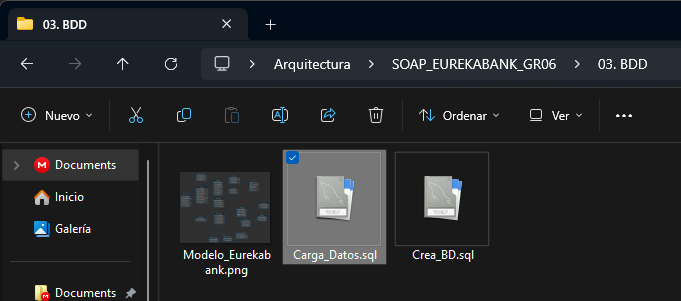 03. BDD
Arquitectura > SOAP_EUREKABANK_GR06 > 03. BDD
Nuevo
Ordenar
Ver
Documents
Inicio
Galería
Documents
Modelo_Eurekab
ank.png
Carga_Datos.sql
Crea_BD.sql